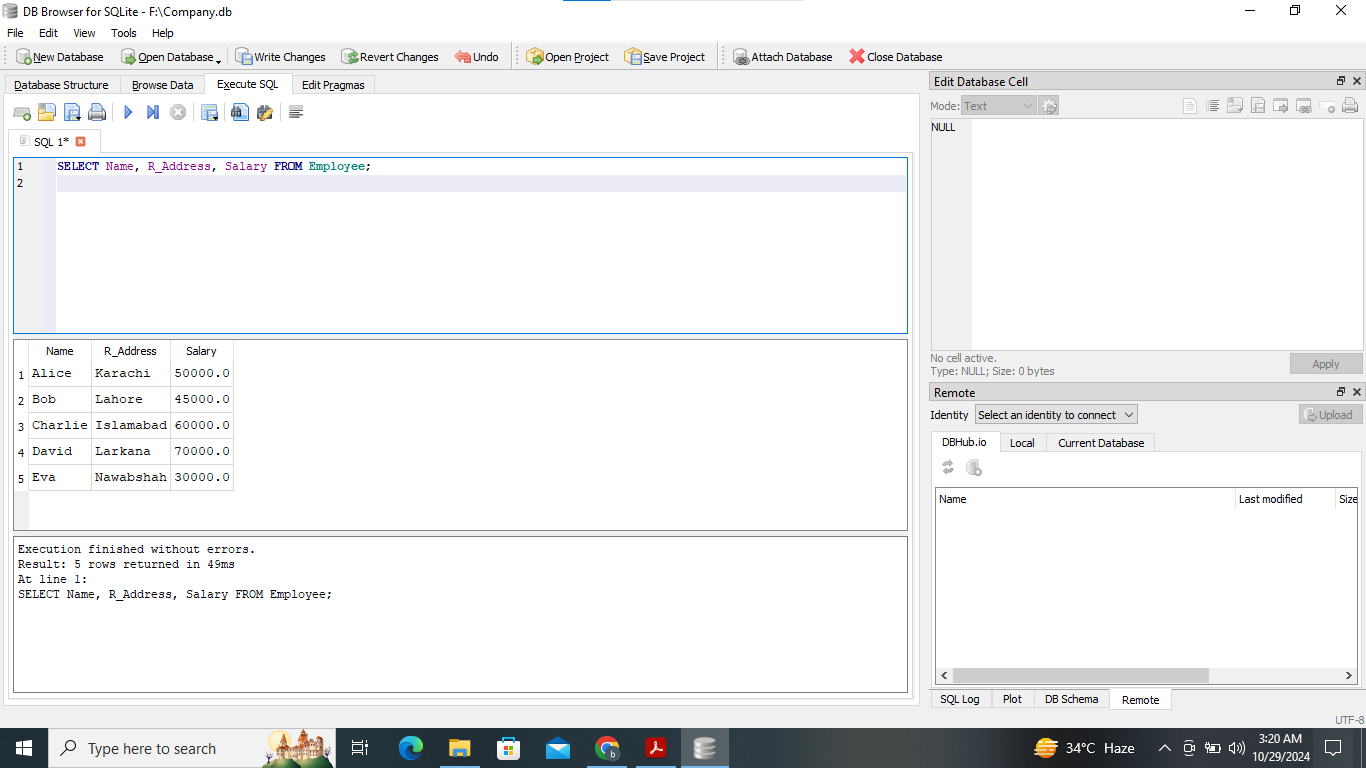 DB Browser for SQLite - F:\Company.db
File Edit View Tools Help
New Database Open Database Write Changes Revert Changes Undo Open Project Save Project Attach Database Close Database
Database Structure Browse Data Execute SQL Edit Pragmas
SQL 1*
1 SELECT Name, R_Address, Salary FROM Employee;
2
Name R_Address Salary
1 Alice Karachi 50000.0
2 Bob Lahore 45000.0
3 Charlie Islamabad 60000.0
4 David Larkana 70000.0
5 Eva Nawabshah 30000.0
Execution finished without errors.
Result: 5 rows returned in 49ms
At line 1:
SELECT Name, R_Address, Salary FROM Employee;
Edit Database Cell
Mode: Text
NULL
No cell active.
Type: NULL; Size: 0 bytes
Apply
Remote
Identity Select an identity to connect Upload
DBHub.io Local Current Database
Name Last modified Size
SQL Log Plot DB Schema Remote
UTF-8
Type here to search
34°C Haze
3:20 AM
10/29/2024